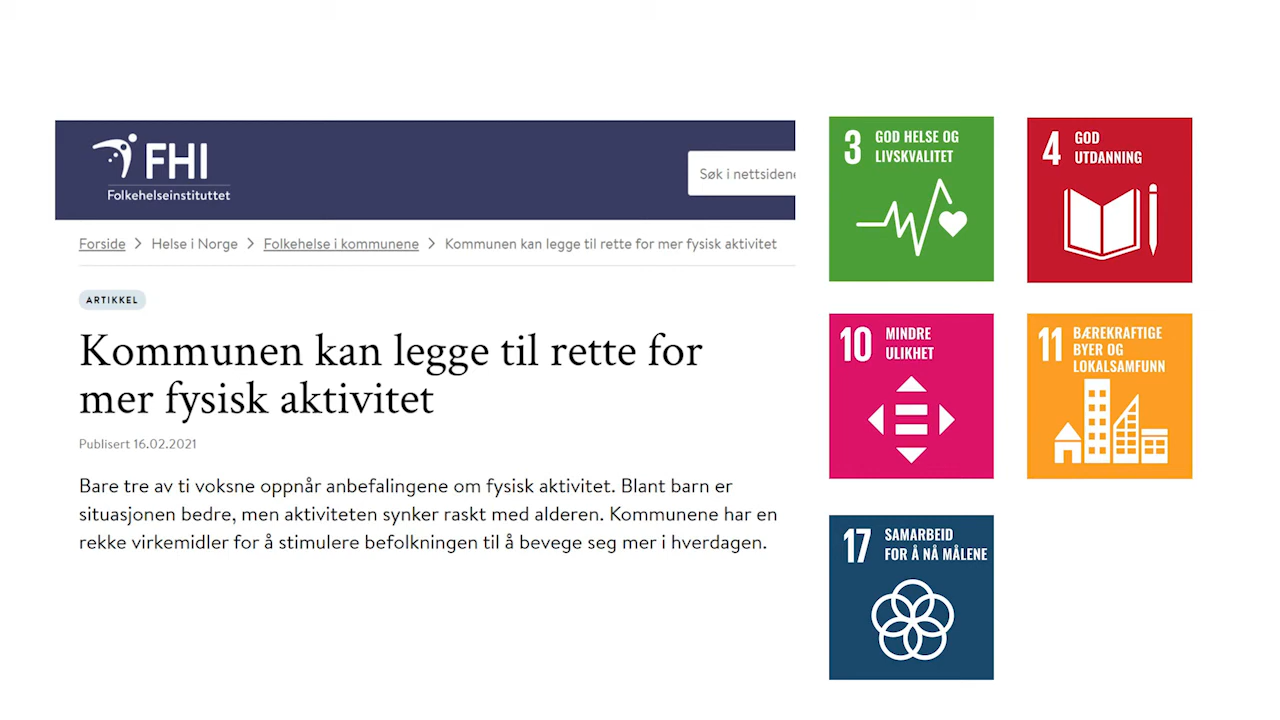 FHI
Folkehelseinstituttet
Søk i nettsidene
Forside > Helse i Norge > Folkehelse i kommunene > Kommunen kan legge til rette for mer fysisk aktivitet
ARTIKKEL
Kommunen kan legge til rette for
mer fysisk aktivitet
Publisert 16.02.2021
Bare tre av ti voksne oppnår anbefalingene om fysisk aktivitet. Blant barn er
situasjonen bedre, men aktiviteten synker raskt med alderen. Kommunene har en
rekke virkemidler for å stimulere befolkningen til å bevege seg mer i hverdagen.
3 GOD HELSE OG
LIVSKVALITET
4 GOD
UTDANNING
10 MINDRE
ULIKHET
11 BÆREKRAFTIGE
BYER OG
LOKALSAMFUNN
17 SAMARBEID
FOR Å NÅ MÅLENE